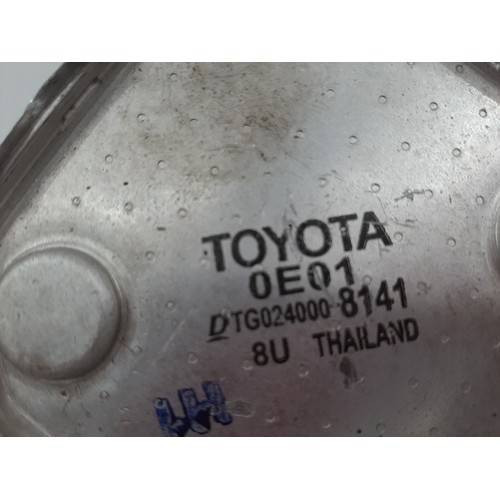 TOYOTA
0E01
DTG024000-8141
8U THAILAND